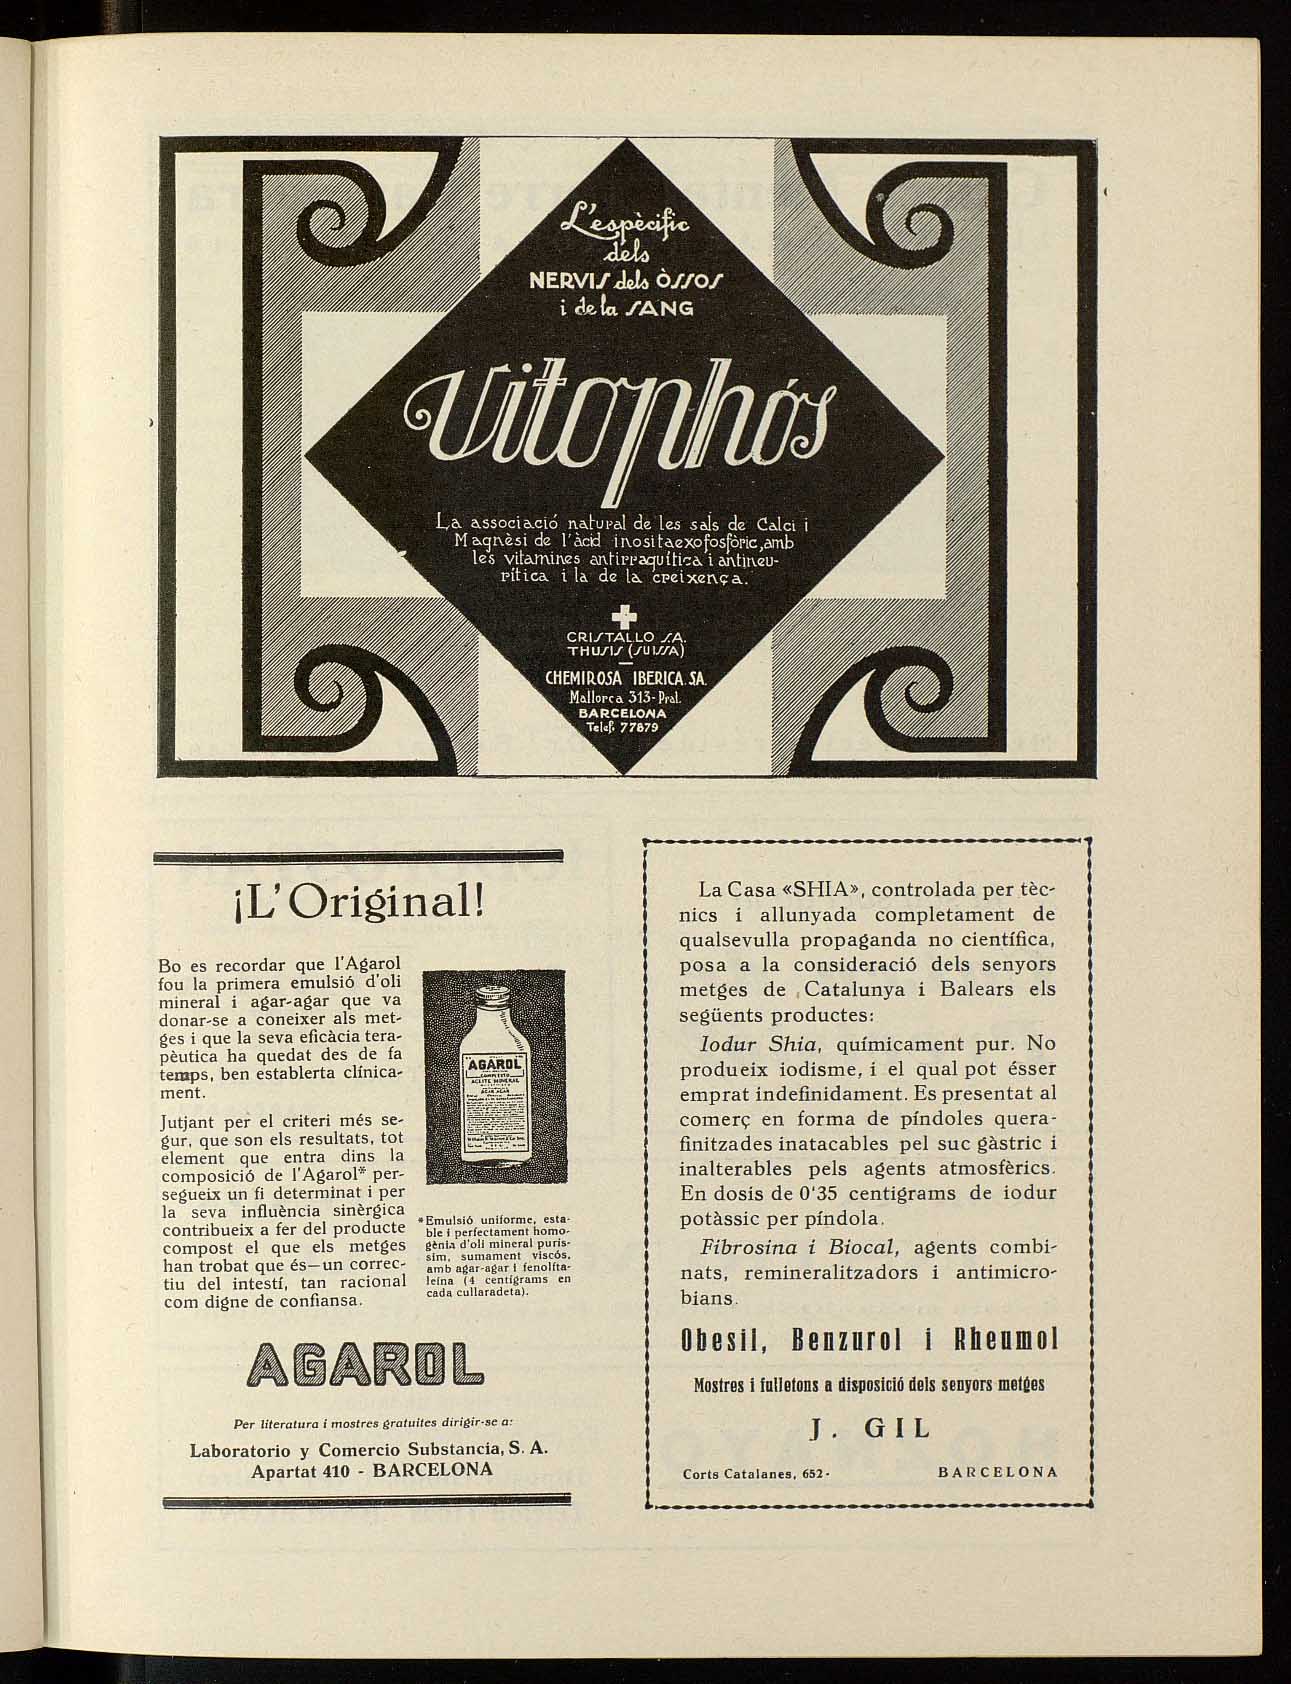 L'espècific
dels
NERVIS dels ÒSSOS
i de la SANG
Vitophós
La associació natural de les sals de Calci i
Magnèsi de l'àcid inositaexofosfòric, amb
les vitamines antirraquítica i antineu-
rítica i la de la creixença.
CRISTALLO S.A.
THUSIS (SUISSA)
CHEMIROSA IBERICA. SA.
Mallorca 313-Pral.
BARCELONA
Telef. 77879
¡L'Original!
Bo es recordar que l'Agarol
fou la primera emulsió d'oli
mineral i agar-agar que va
donar-se a coneixer als met-
ges i que la seva eficàcia tera-
pèutica ha quedat des de fa
temps, ben establerta clínica-
ment.
Jutjant per el criteri més se-
gur, que son els resultats, tot
element que entra dins la
composició de l'Agarol* per-
segueix un fi determinat i per
la seva influència sinèrgica
contribueix a fer del producte
compost el que els metges
han trobat que és—un correc-
tiu del intestí, tan racional
com digne de confiansa.
AGAROL
COMPUESTO
ACEITE MINERAL
AGAR-AGAR
*Emulsió uniforme, esta-
ble i perfectament homo-
gènia d'oli mineral puris-
sim, sumament viscós,
amb agar-agar i fenolfta-
leína (4 centígrams en
cada cullaradeta).
AGAROL
Per literatura i mostres gratuites dirigir-se a:
Laboratorio y Comercio Substancia, S. A.
Apartat 410 - BARCELONA
La Casa «SHIA», controlada per tèc-
nics i allunyada completament de
qualsevulla propaganda no científica,
posa a la consideració dels senyors
metges de Catalunya i Balears els
següents productes:
Iodur Shia, químicament pur. No
produeix iodisme, i el qual pot ésser
emprat indefinidament. Es presentat al
comerç en forma de píndoles quera-
finitzades inatacables pel suc gàstric i
inalterables pels agents atmosfèrics.
En dosis de 0'35 centigrams de iodur
potàssic per píndola.
Fibrosina i Biocal, agents combi-
nats, remineralitzadors i antimicro-
bians.
Obesil, Benzurol i Rheumol
Mostres i fulletons a disposició dels senyors metges
J. GIL
Corts Catalanes, 652- BARCELONA